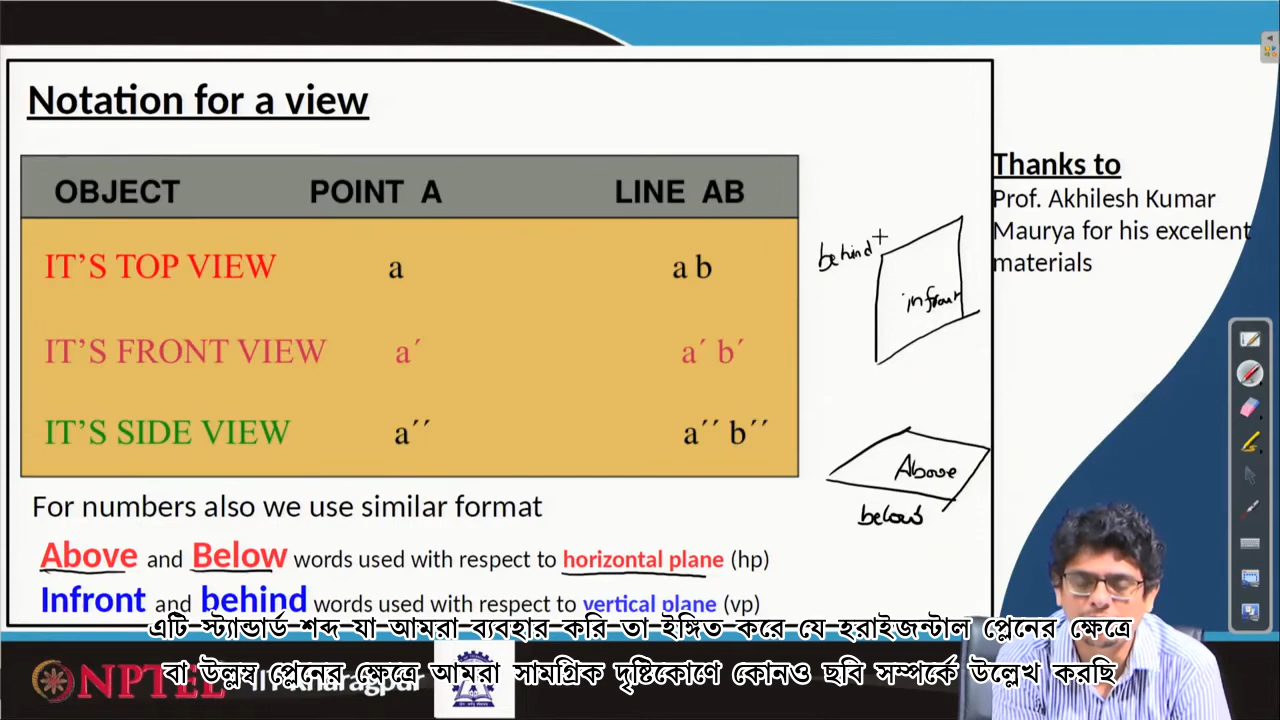 Notation for a view
OBJECT POINT A LINE AB
IT'S TOP VIEW a a b
IT'S FRONT VIEW a´ a´ b´
IT'S SIDE VIEW a´´ a´´ b´´
For numbers also we use similar format
Above and Below words used with respect to horizontal plane (hp)
Infront and behind words used with respect to vertical plane (vp)
behind
infront
Above
below
Thanks to
Prof. Akhilesh Kumar
Maurya for his excellent
materials
এটি স্ট্যান্ডার্ড শব্দ যা আমরা ব্যবহার করি তা ইঙ্গিত করে যে হরাইজন্টাল প্লেনের ক্ষেত্রে
বা উল্লম্ব প্লেনের ক্ষেত্রে আমরা সামগ্রিক দৃষ্টিকোণে কোনও ছবি সম্পর্কে উল্লেখ করছি
NPTEL IIT Kharagpur